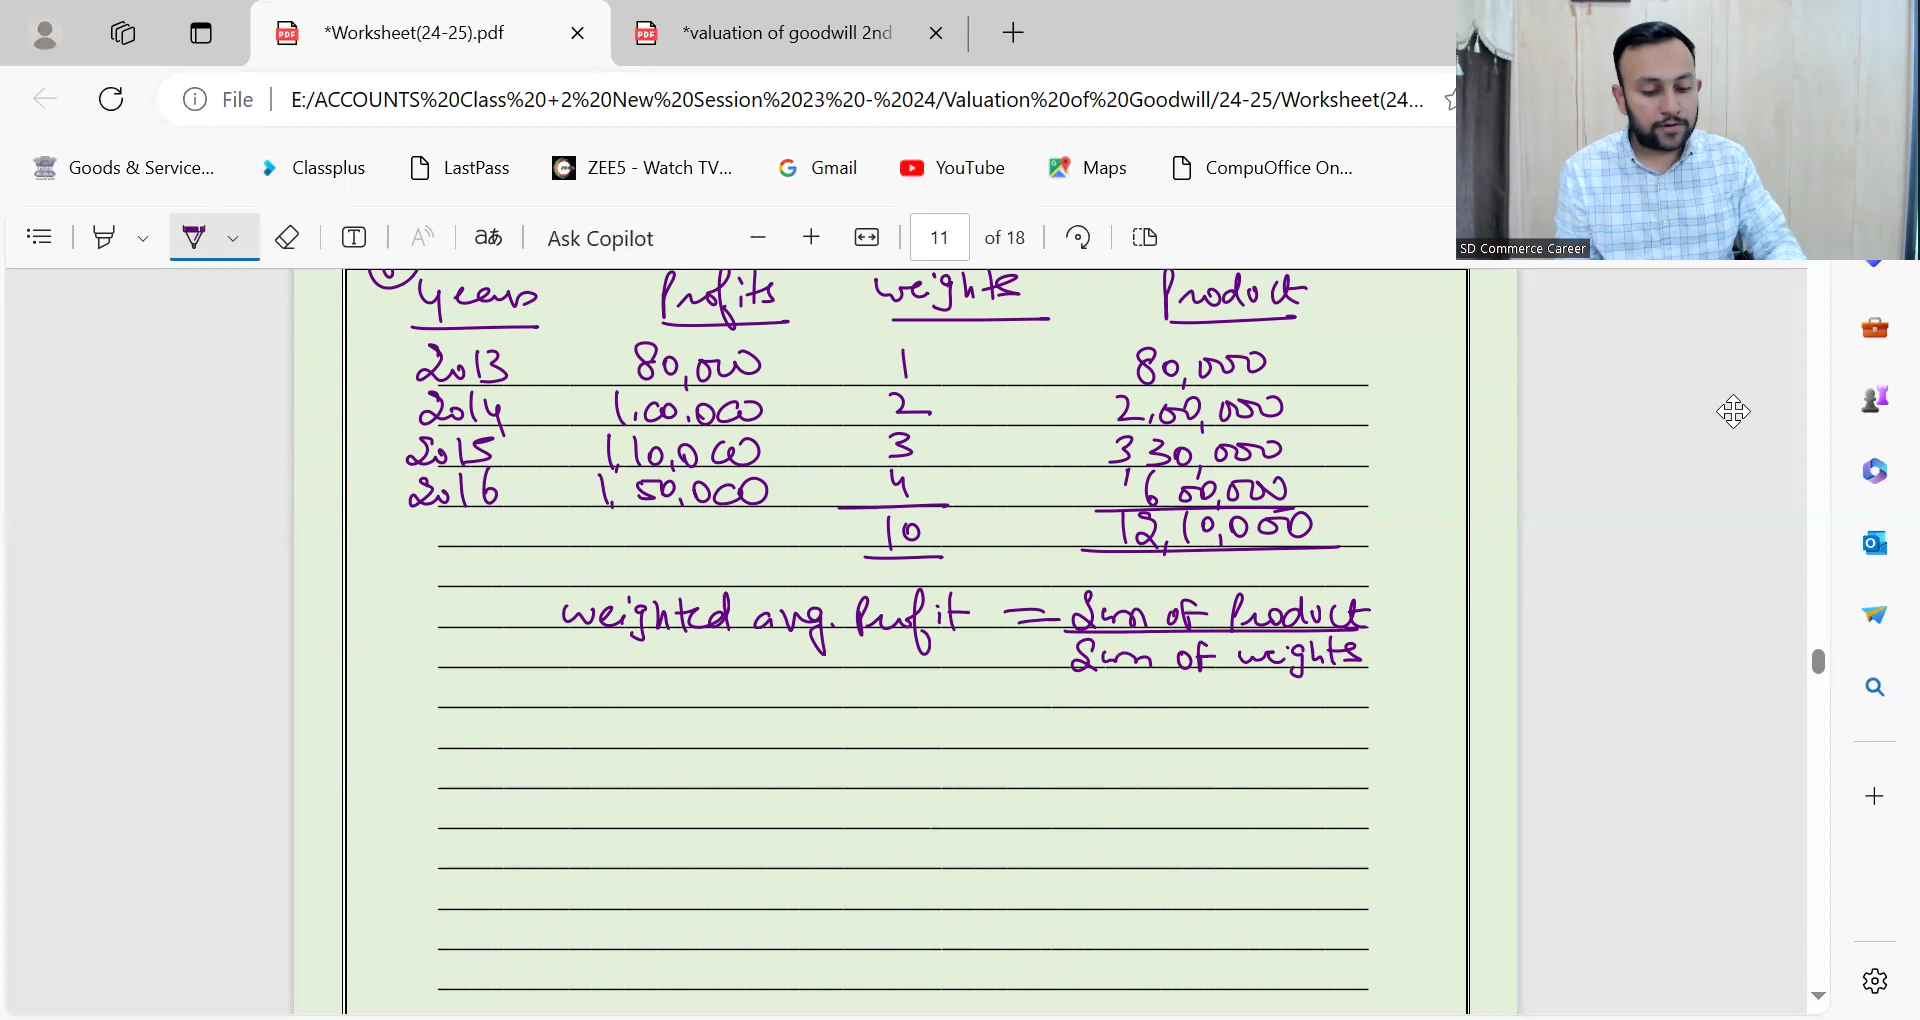 *Worksheet(24-25).pdf
*valuation of goodwill 2nd
File
E:/ACCOUNTS%20Class%20+2%20New%20Session%2023%20-%2024/Valuation%20of%20Goodwill/24-25/Worksheet(24...
Goods & Service...
Classplus
LastPass
ZEE5 - Watch TV...
Gmail
YouTube
Maps
CompuOffice On...
SD Commerce Career
Ask Copilot
11 of 18
Years Profits weights Product
2013 80,000 1 80,000
2014 1,00,000 2 2,00,000
2015 1,10,000 3 3,30,000
2016 1,50,000 4 6,00,000
10 12,10,000
weighted avg. Profit = Sum of Product
Sum of weights